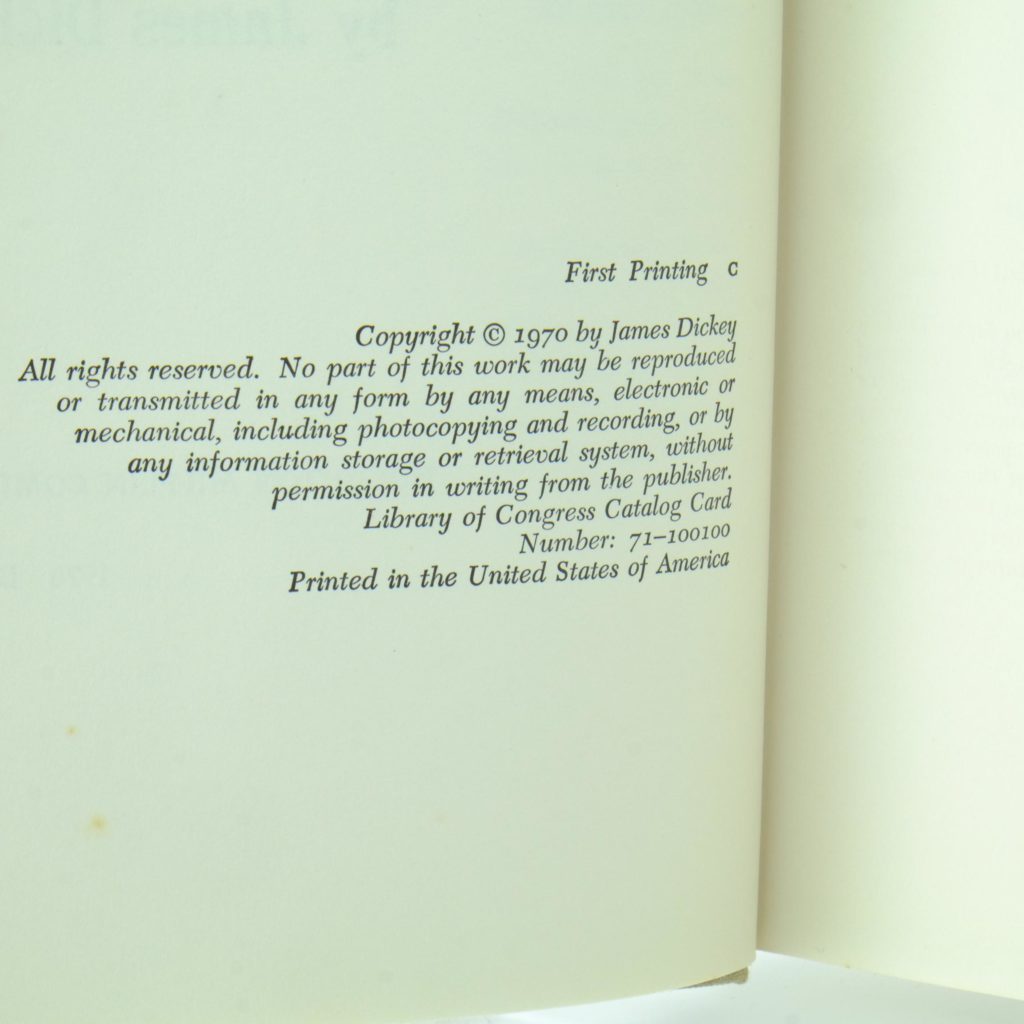 First Printing C
Copyright © 1970 by James Dickey
All rights reserved. No part of this work may be reproduced
or transmitted in any form by any means, electronic or
mechanical, including photocopying and recording, or by
any information storage or retrieval system, without
permission in writing from the publisher.
Library of Congress Catalog Card
Number: 71–100100
Printed in the United States of America